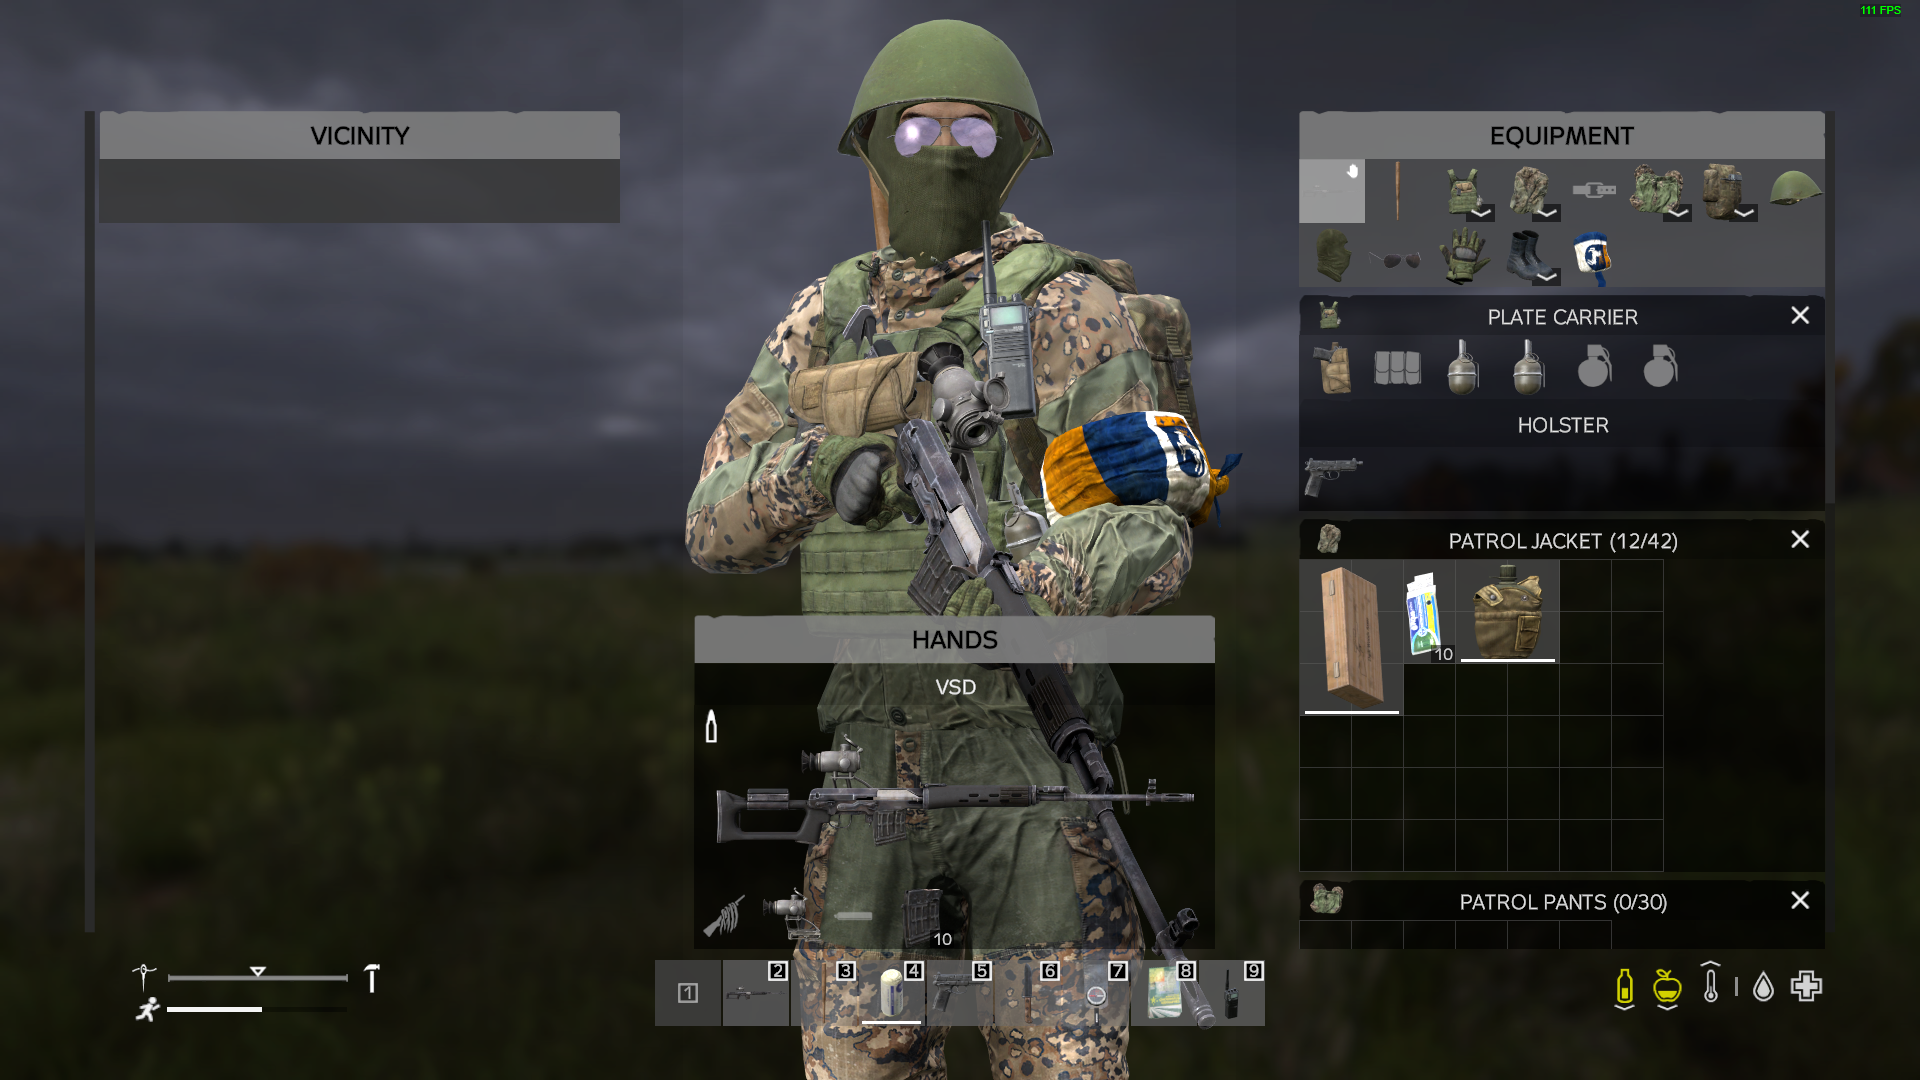 111 FPS
VICINITY
EQUIPMENT
PLATE CARRIER
HOLSTER
PATROL JACKET (12/42)
10
HANDS
VSD
PATROL PANTS (0/30)
10
1
2
3
4
5
6
7
8
9